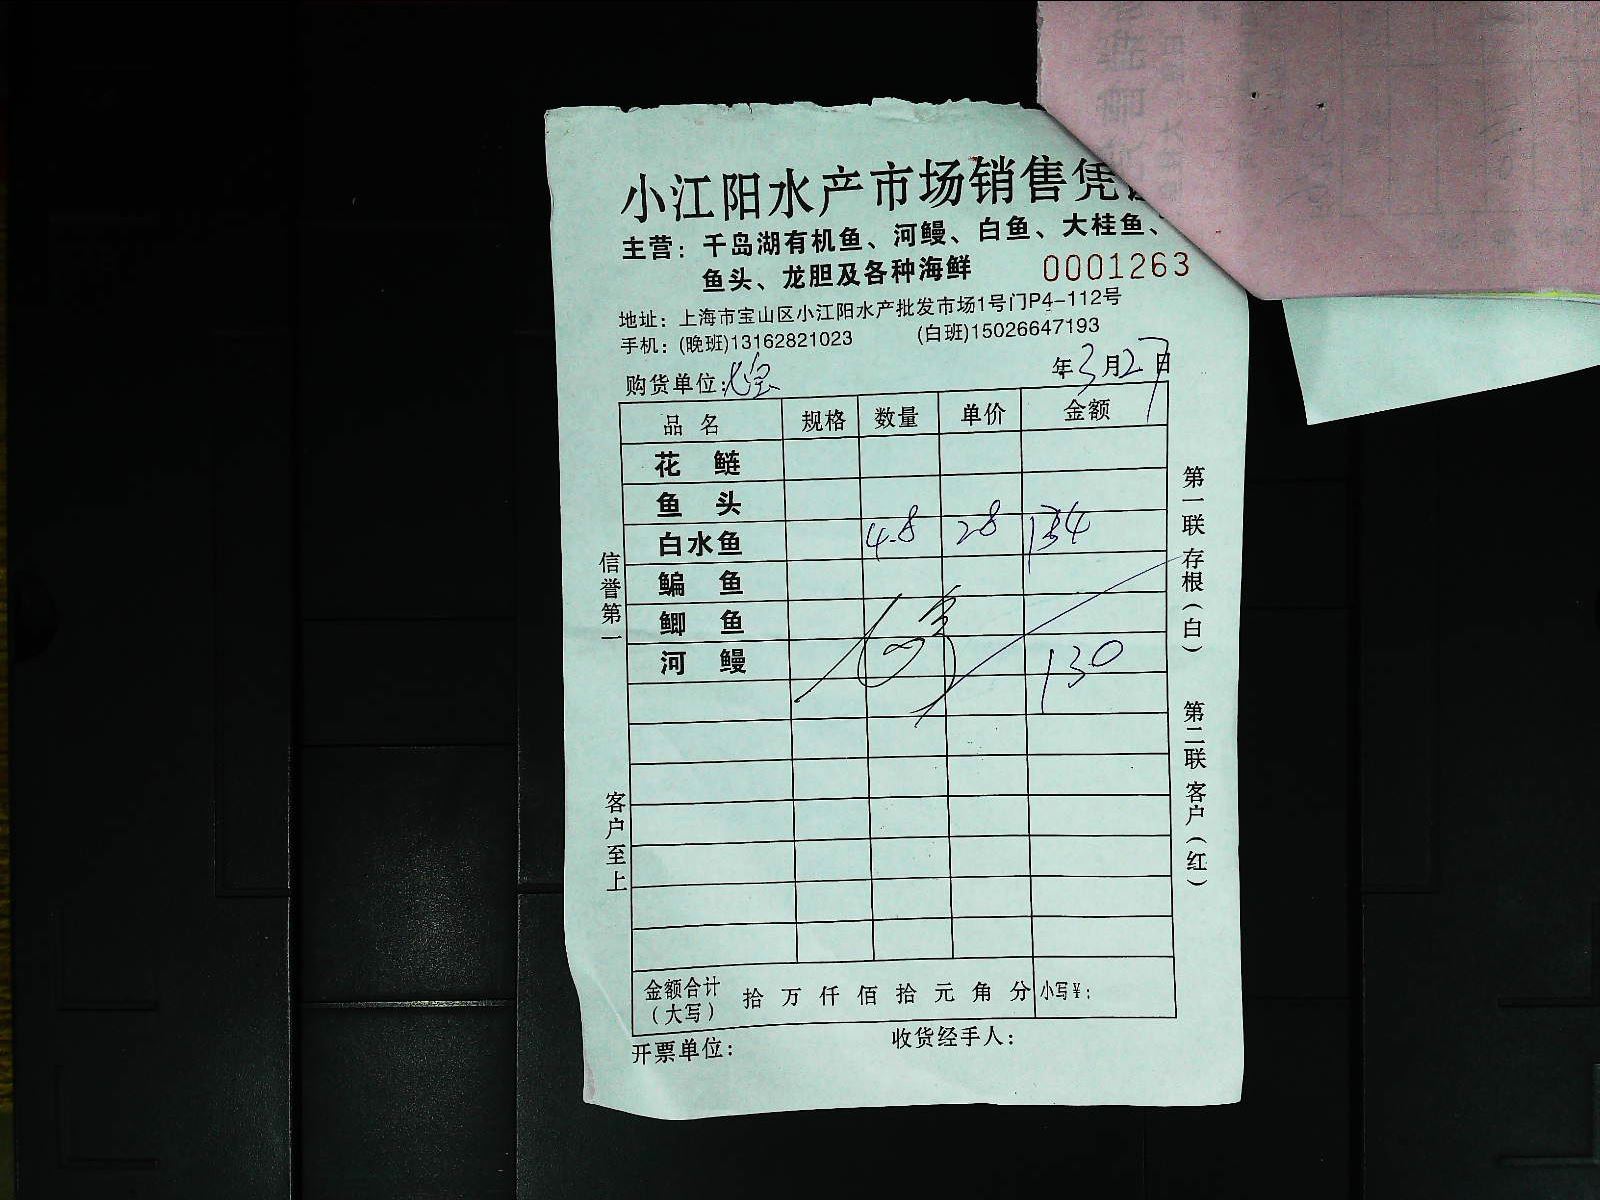 小江阳水产市场销售凭
主营：千岛湖有机鱼、河鳗、白鱼、大桂鱼、
鱼头、龙胆及各种海鲜
0001263
地址：上海市宝山区小江阳水产批发市场1号门P4-112号
手机：(晚班)13162821023 (白班)15026647193
购货单位： 年3月27日
品名 规格 数量 单价 金额
花鲢
鱼头
白水鱼 4.8 28 134
鳊鱼
鲫鱼
河鳗 130
金额合计（大写） 拾万仟佰拾元角分 小写¥：
开票单位： 收货经手人：
信誉第一
客户至上
第一联存根（白）
第二联客户（红）